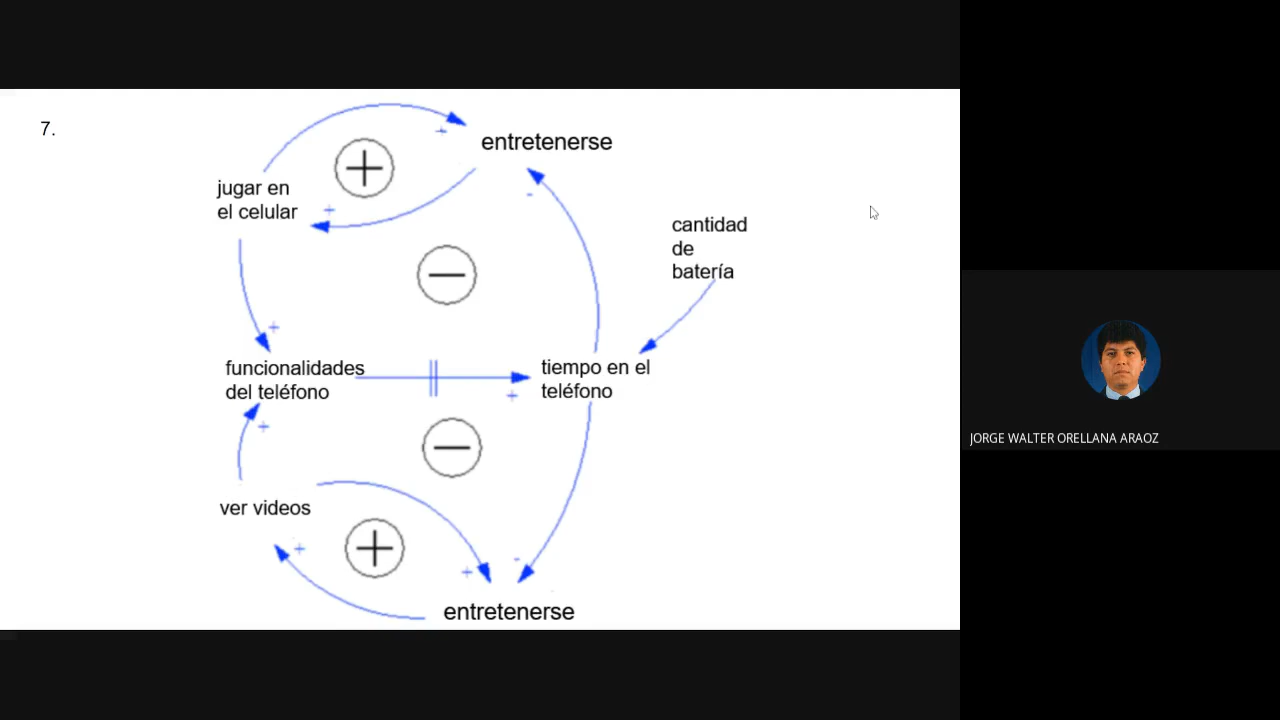 7.
entretenerse
jugar en
el celular
cantidad
de
batería
funcionalidades
del teléfono
tiempo en el
teléfono
ver videos
entretenerse
JORGE WALTER ORELLANA ARAOZ